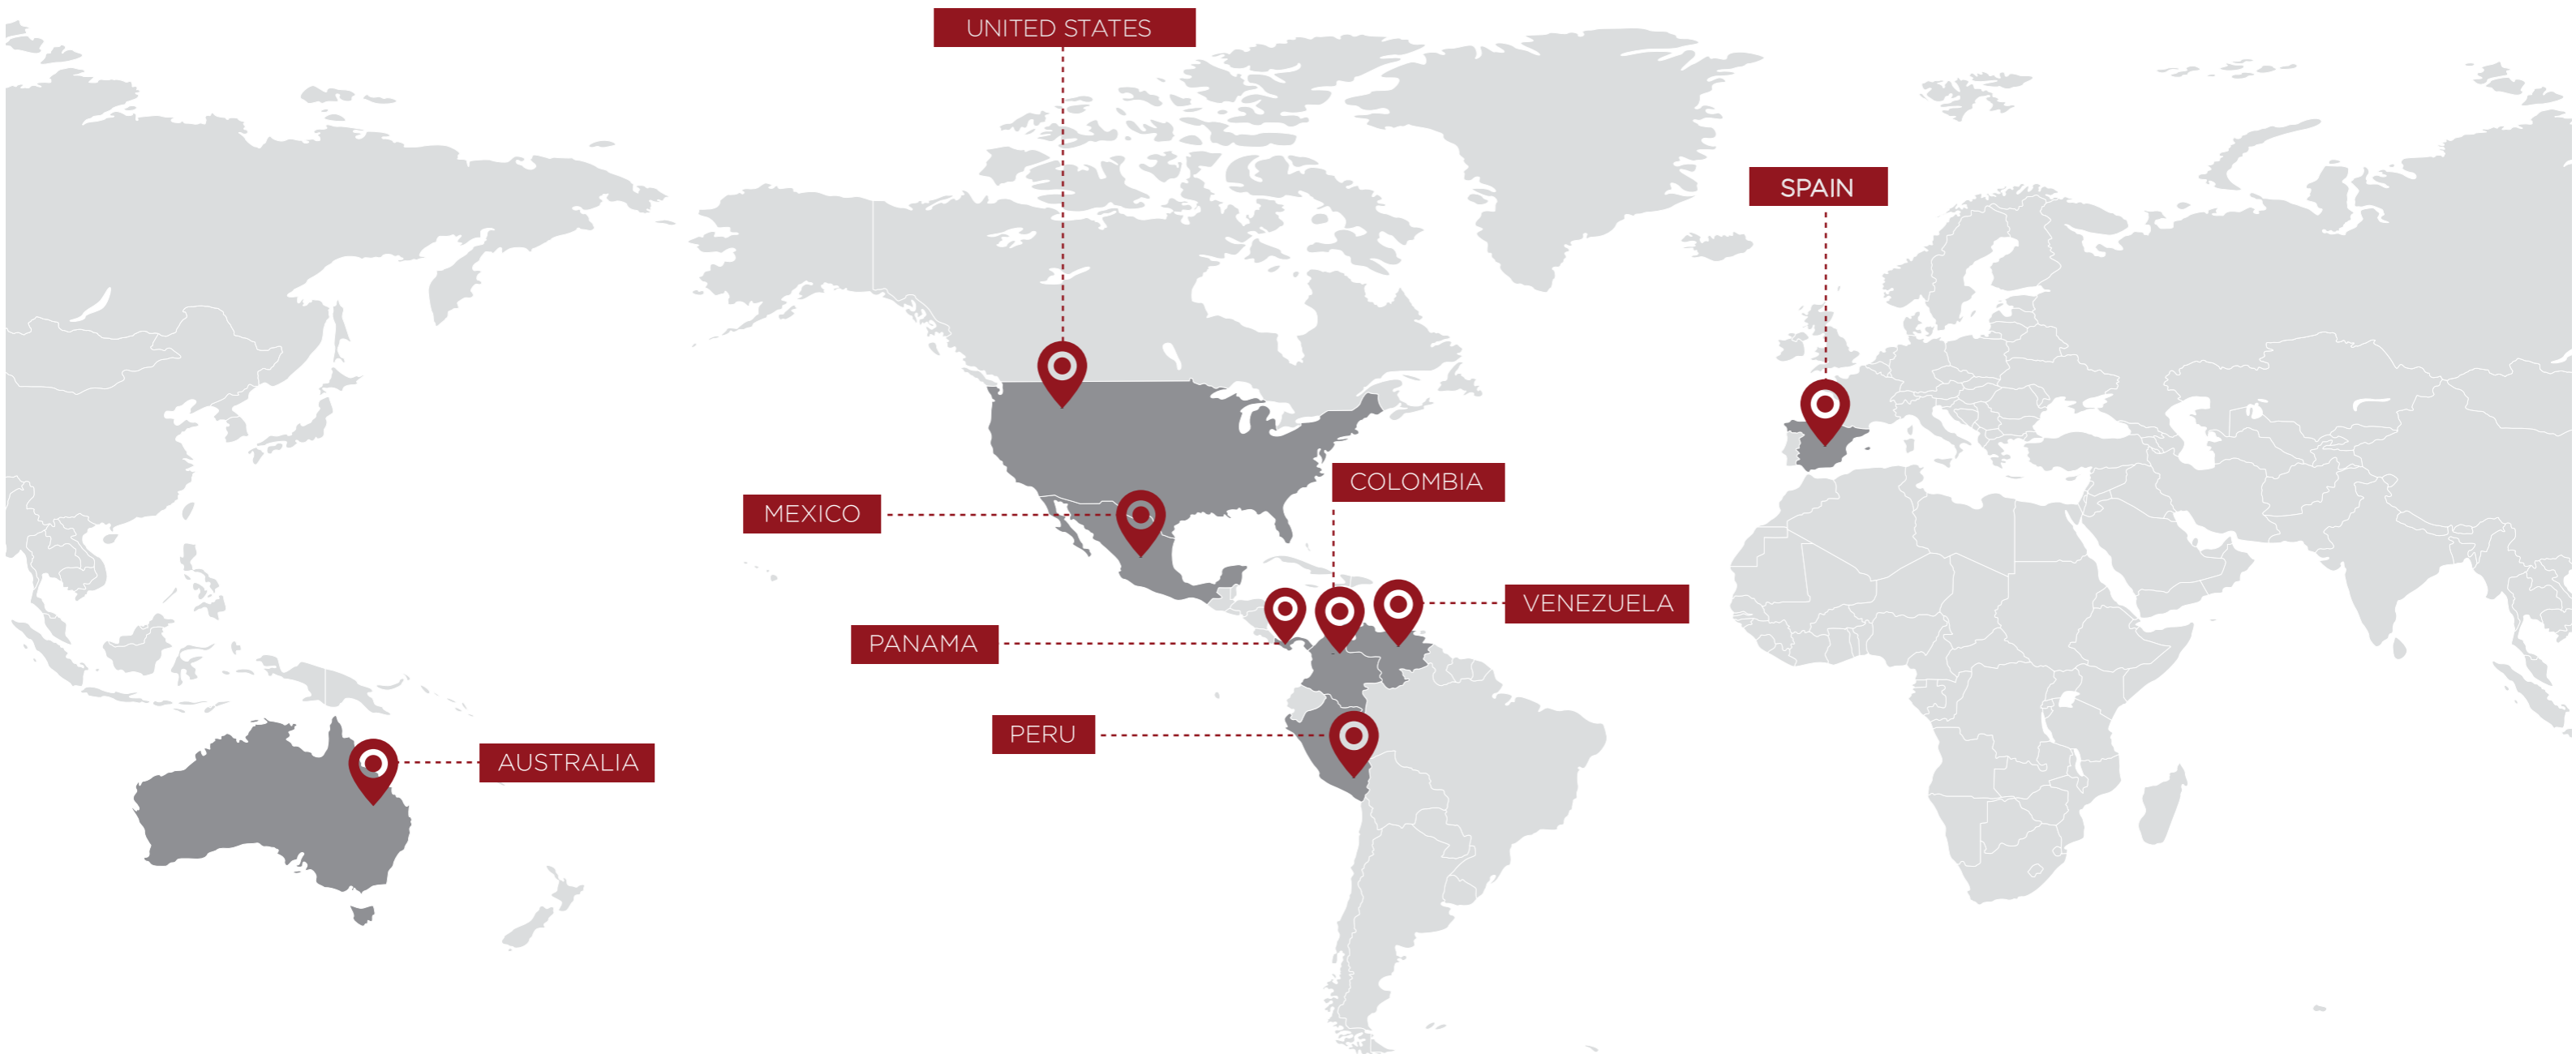 UNITED STATES
SPAIN
COLOMBIA
MEXICO
VENEZUELA
PANAMA
PERU
AUSTRALIA